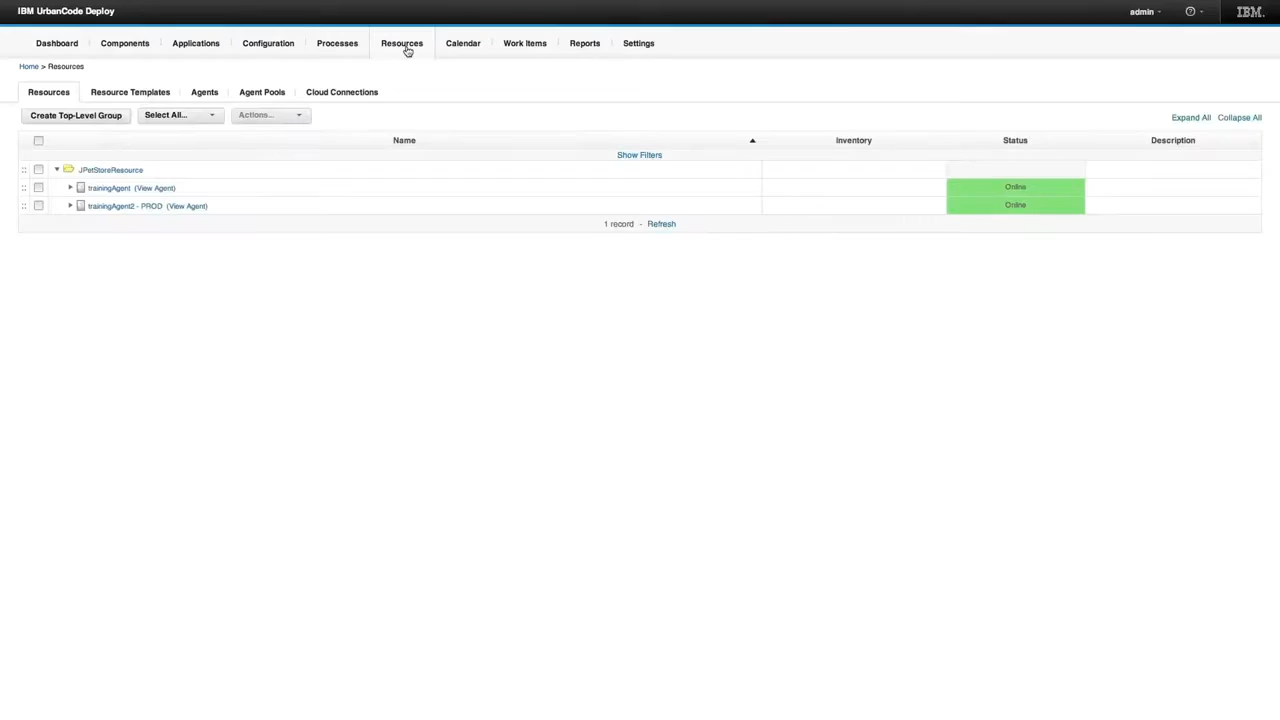 IBM UrbanCode Deploy
admin
IBM
Dashboard Components Applications Configuration Processes Resources Calendar Work Items Reports Settings
Home > Resources
Resources Resource Templates Agents Agent Pools Cloud Connections
Create Top-Level Group Select All... Actions... Expand All Collapse All
Name Inventory Status Description
Show Filters
JPetStoreResource
trainingAgent (View Agent) Online
trainingAgent2 - PROD (View Agent) Online
1 record - Refresh